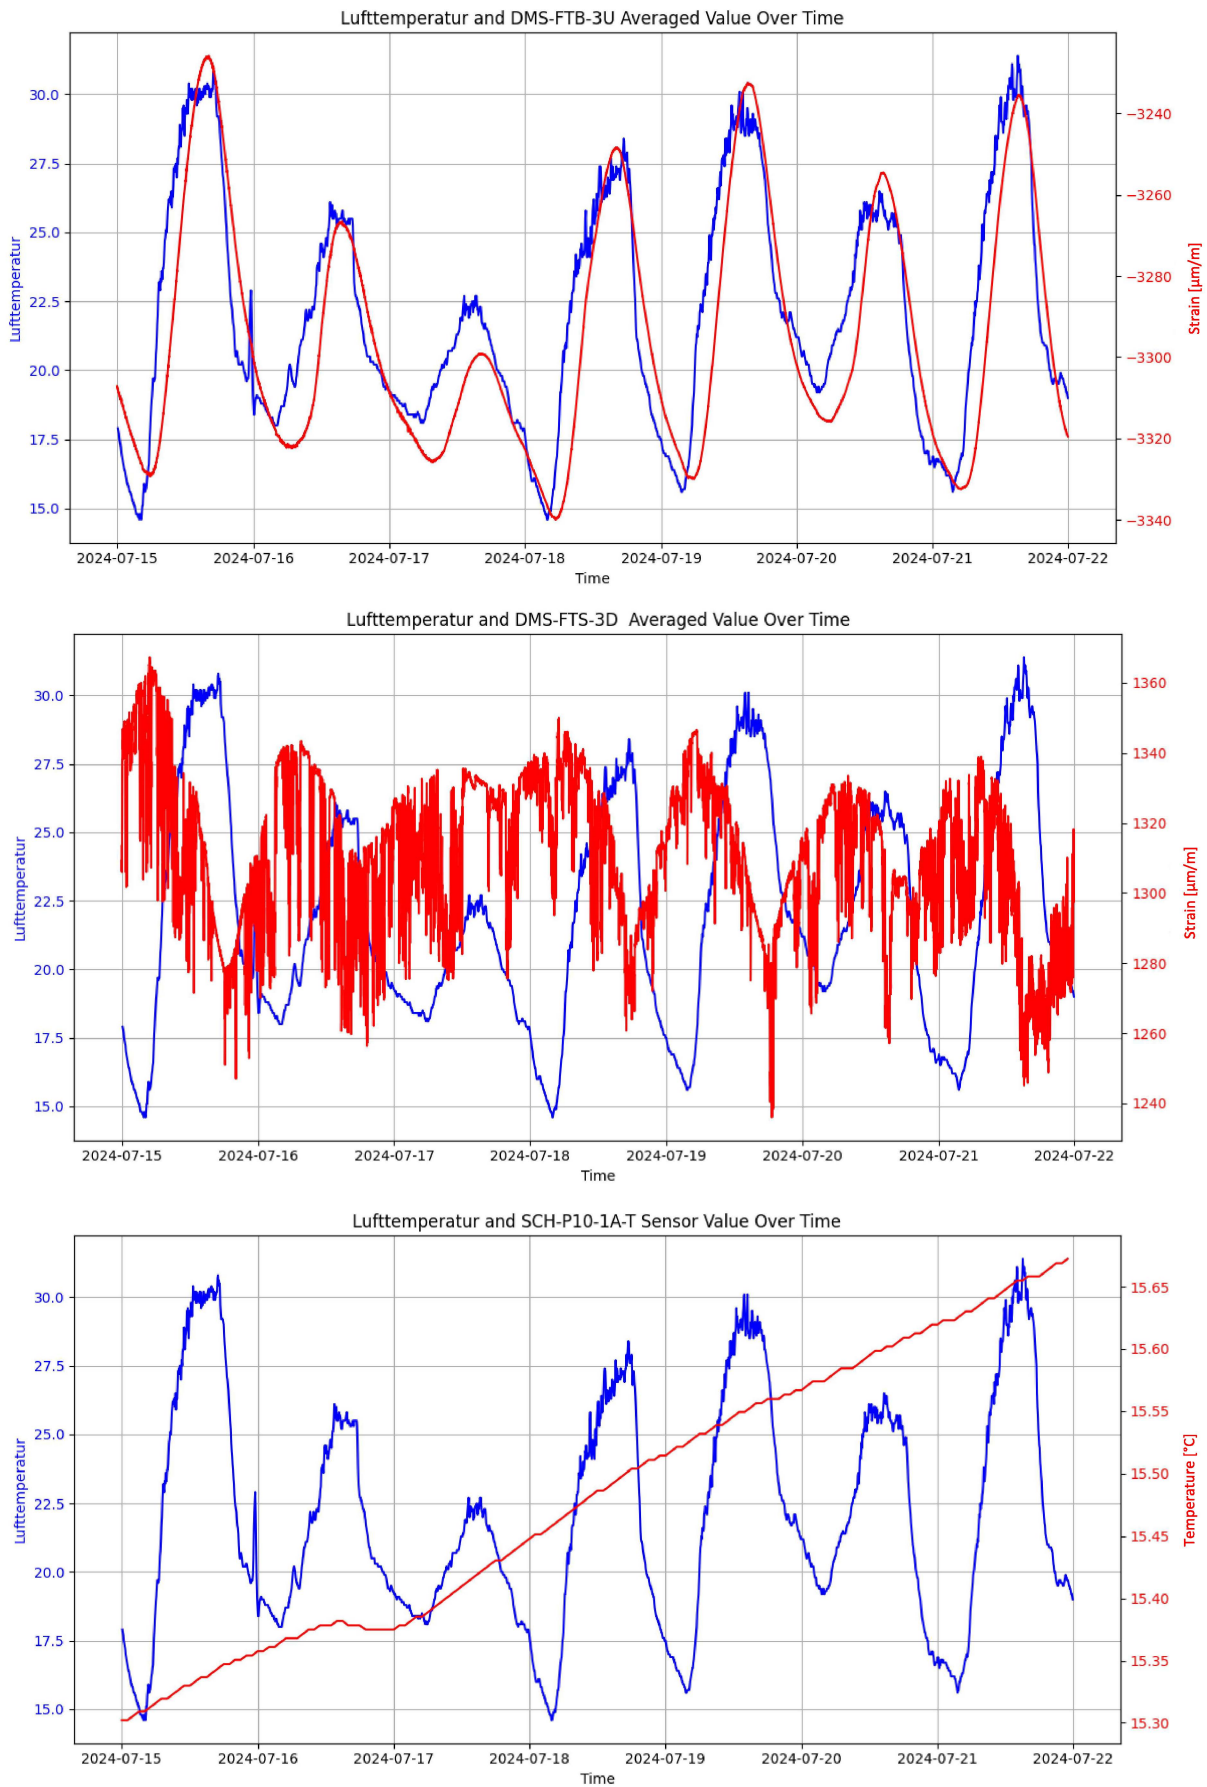 Lufttemperatur and DMS-FTB-3U Averaged Value Over Time
30.0
27.5
25.0
22.5
20.0
17.5
15.0
Lufttemperatur
−3240
−3260
−3280
−3300
−3320
−3340
Strain [µm/m]
2024-07-15 2024-07-16 2024-07-17 2024-07-18 2024-07-19 2024-07-20 2024-07-21 2024-07-22
Time
Lufttemperatur and DMS-FTS-3D Averaged Value Over Time
30.0
27.5
25.0
22.5
20.0
17.5
15.0
Lufttemperatur
1360
1340
1320
1300
1280
1260
1240
Strain [µm/m]
2024-07-15 2024-07-16 2024-07-17 2024-07-18 2024-07-19 2024-07-20 2024-07-21 2024-07-22
Time
Lufttemperatur and SCH-P10-1A-T Sensor Value Over Time
30.0
27.5
25.0
22.5
20.0
17.5
15.0
Lufttemperatur
15.65
15.60
15.55
15.50
15.45
15.40
15.35
15.30
Temperature [°C]
2024-07-15 2024-07-16 2024-07-17 2024-07-18 2024-07-19 2024-07-20 2024-07-21 2024-07-22
Time